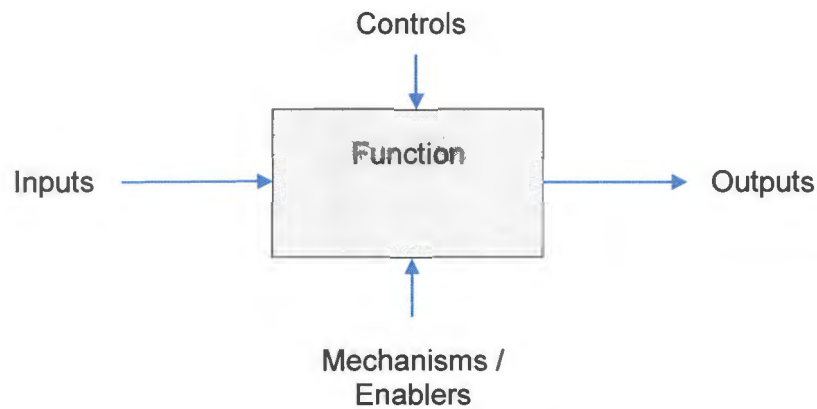 Controls
Function
Inputs
Outputs
Mechanisms /
Enablers